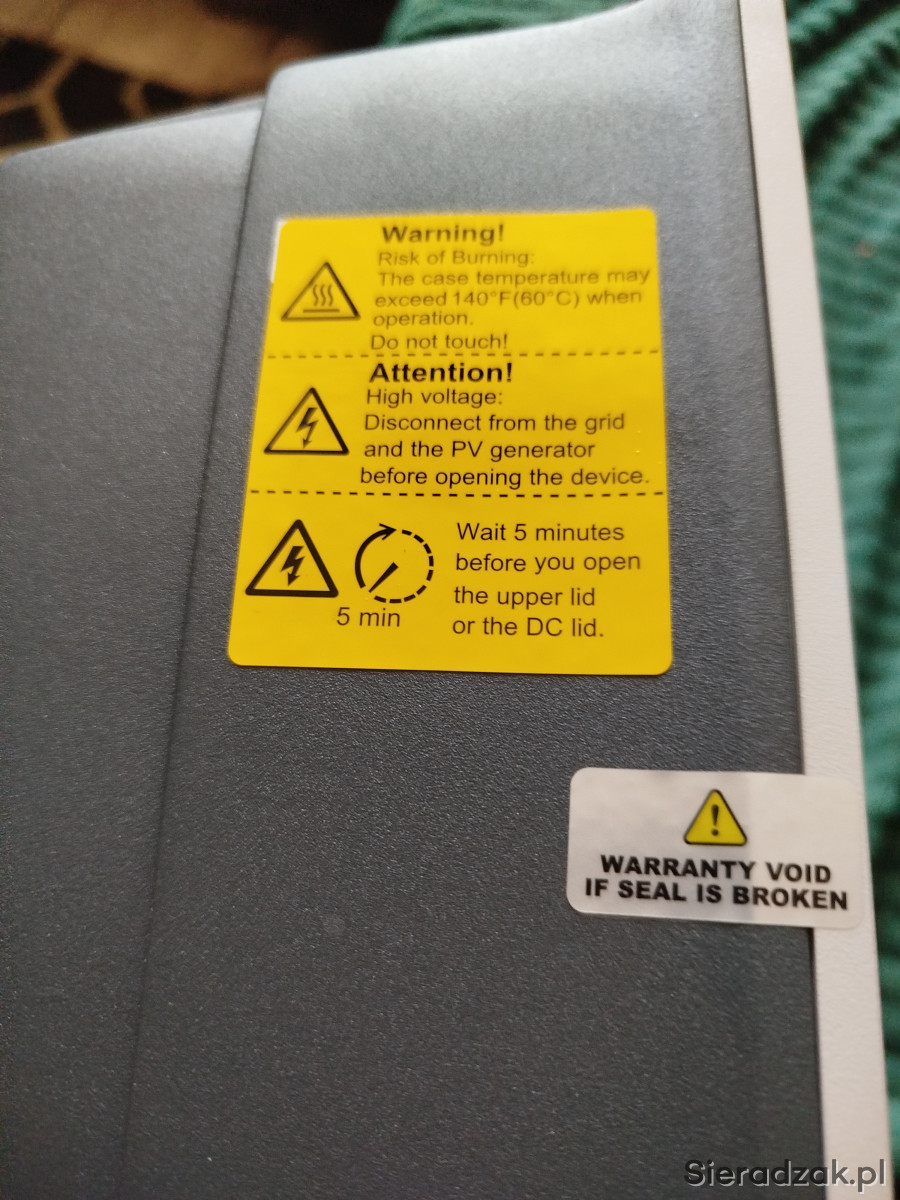 Warning!
Risk of Burning:
The case temperature may
exceed 140°F(60°C) when
operation.
Do not touch!
Attention!
High voltage:
Disconnect from the grid
and the PV generator
before opening the device.
5 min
Wait 5 minutes
before you open
the upper lid
or the DC lid.
WARRANTY VOID
IF SEAL IS BROKEN
Sieradzak.pl